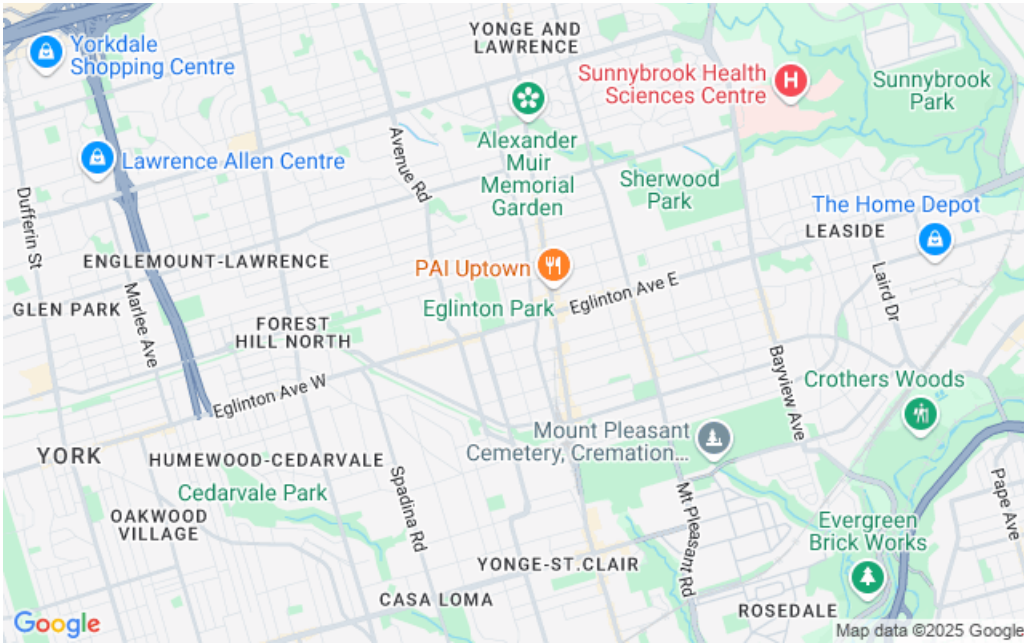 YONGE AND
LAWRENCE
Yorkdale
Shopping Centre
Sunnybrook Health
Sciences Centre
Sunnybrook
Park
Alexander
Muir
Memorial
Garden
Avenue Rd
Lawrence Allen Centre
Sherwood
Park
Dufferin St
The Home Depot
LEASIDE
ENGLEMOUNT-LAWRENCE
PAI Uptown
Laird Dr
GLEN PARK
Marlee Ave
Eglinton Park
Eglinton Ave E
FOREST
HILL NORTH
Bayview Ave
Crothers Woods
Eglinton Ave W
Mount Pleasant
Cemetery, Cremation...
YORK
HUMEWOOD-CEDARVALE
Cedarvale Park
Spadina Rd
Mt Pleasant Rd
Pape Ave
OAKWOOD
VILLAGE
Evergreen
Brick Works
YONGE-ST.CLAIR
CASA LOMA
ROSEDALE
Google
Map data ©2025 Google